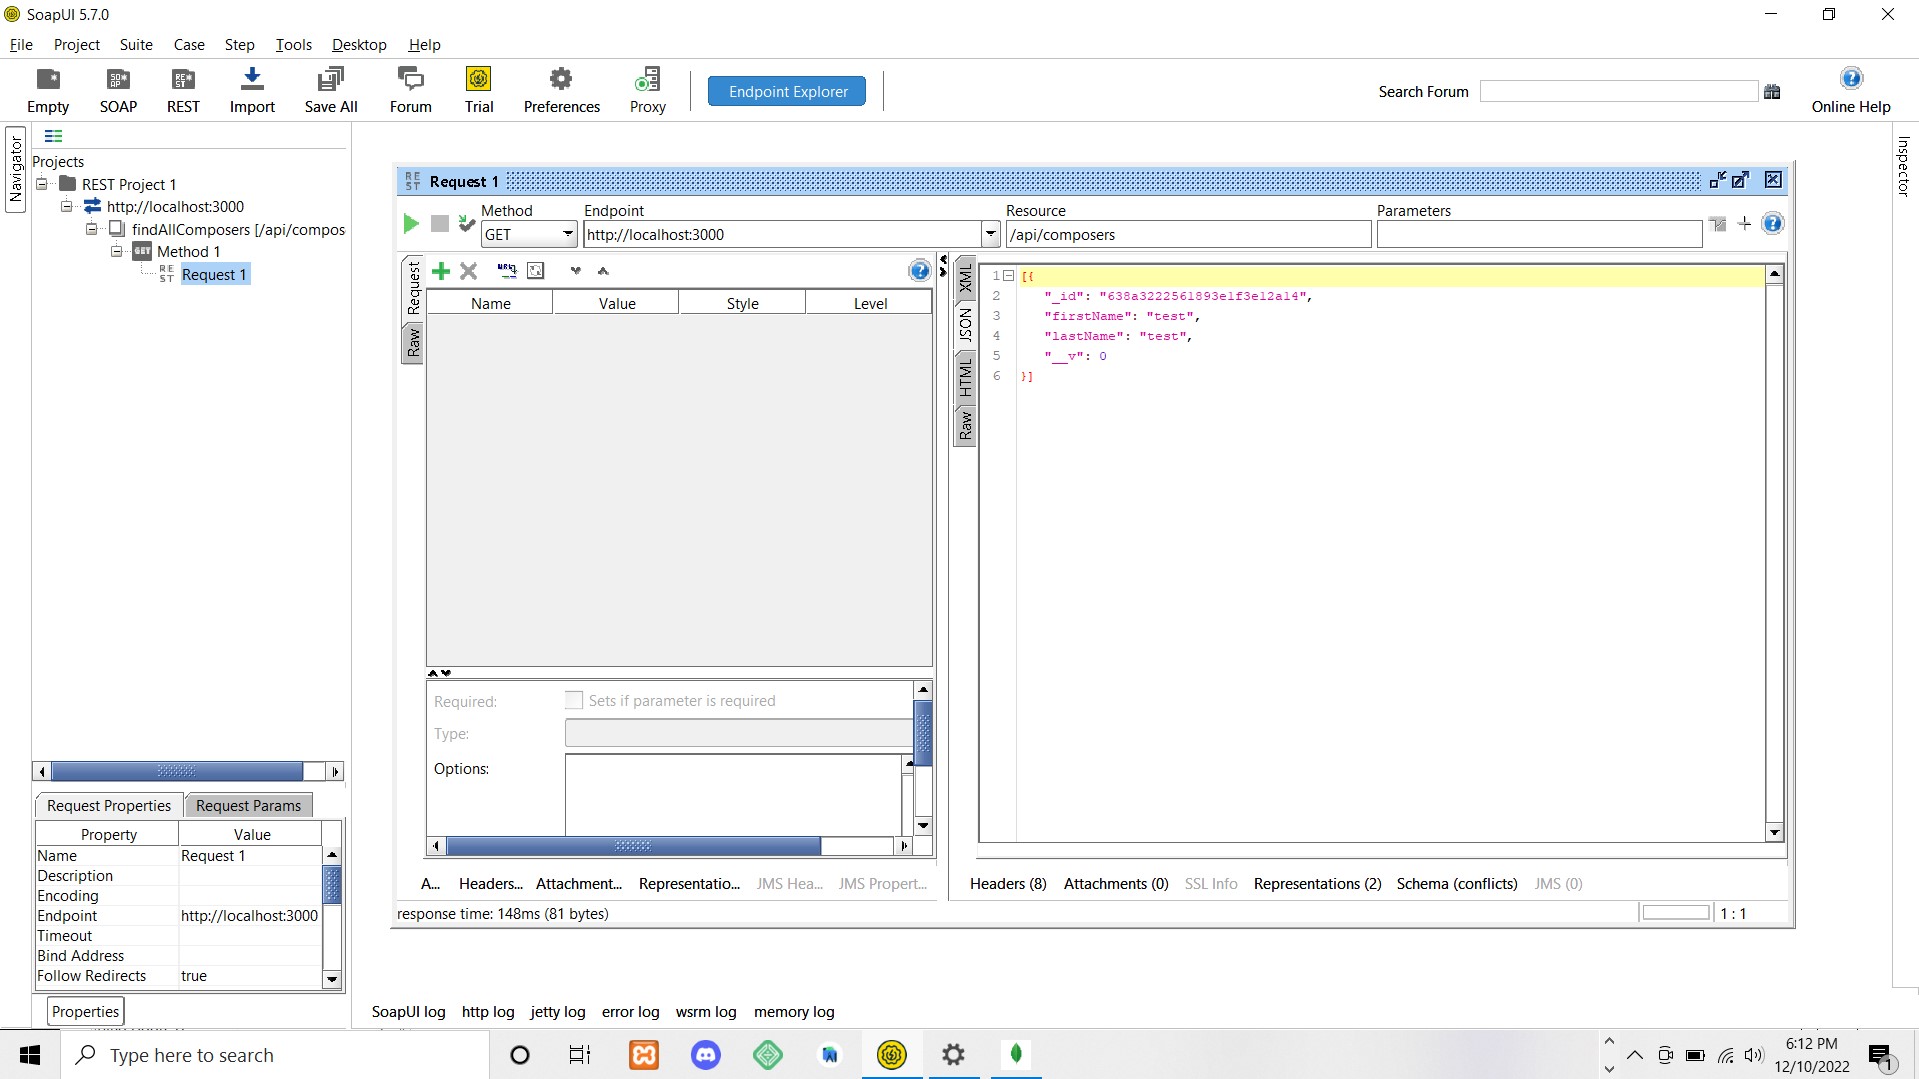 SoapUI 5.7.0
File Project Suite Case Step Tools Desktop Help
Empty SOAP REST Import Save All Forum Trial Preferences Proxy Endpoint Explorer Search Forum Online Help
Navigator
Inspector
Projects
REST Project 1
http://localhost:3000
findAllComposers [/api/compos
Method 1
Request 1
Request 1
Method Endpoint Resource Parameters
GET http://localhost:3000 /api/composers
Request
Raw
Name Value Style Level
XML
JSON
HTML
Raw
1 [{
2 "_id": "638a3222561893e1f3e12a14",
3 "firstName": "test",
4 "lastName": "test",
5 "__v": 0
6 }]
Required: Sets if parameter is required
Type:
Options:
A... Headers... Attachment... Representatio... JMS Hea... JMS Propert...
Headers (8) Attachments (0) SSL Info Representations (2) Schema (conflicts) JMS (0)
response time: 148ms (81 bytes) 1 : 1
Request Properties Request Params
Property Value
Name Request 1
Description
Encoding
Endpoint http://localhost:3000
Timeout
Bind Address
Follow Redirects true
Properties
SoapUI log http log jetty log error log wsrm log memory log
Type here to search
6:12 PM
12/10/2022
1